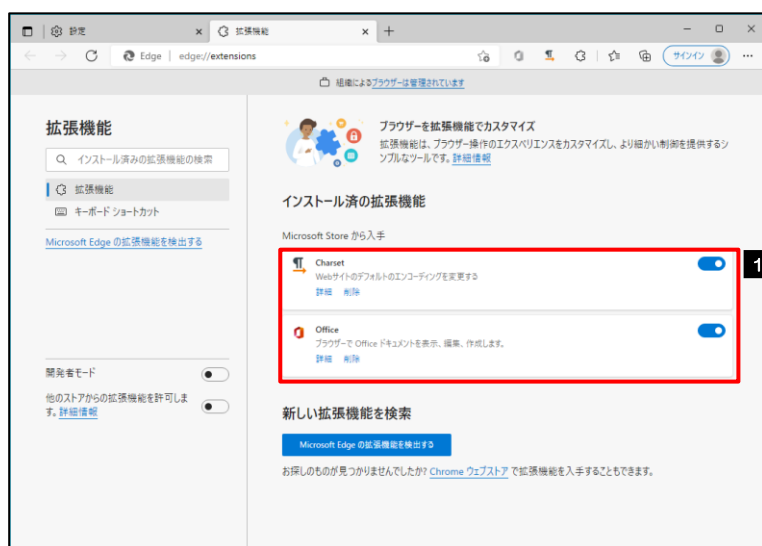 設定
拡張機能
Edge | edge://extensions
サインイン
組織によるブラウザーは管理されています
拡張機能
インストール済みの拡張機能の検索
拡張機能
キーボード ショートカット
Microsoft Edge の拡張機能を検出する
開発者モード
他のストアからの拡張機能を許可しま
す。詳細情報
ブラウザーを拡張機能でカスタマイズ
拡張機能は、ブラウザー操作のエクスペリエンスをカスタマイズし、より細かい制御を提供するシ
ンプルなツールです。詳細情報
インストール済の拡張機能
Microsoft Store から入手
Charset
Webサイトのデフォルトのエンコーディングを変更する
詳細 削除
1
Office
ブラウザーで Office ドキュメントを表示、編集、作成します。
詳細 削除
新しい拡張機能を検索
Microsoft Edge の拡張機能を検出する
お探しのものが見つかりませんでしたか? Chrome ウェブストア で拡張機能を入手することもできます。